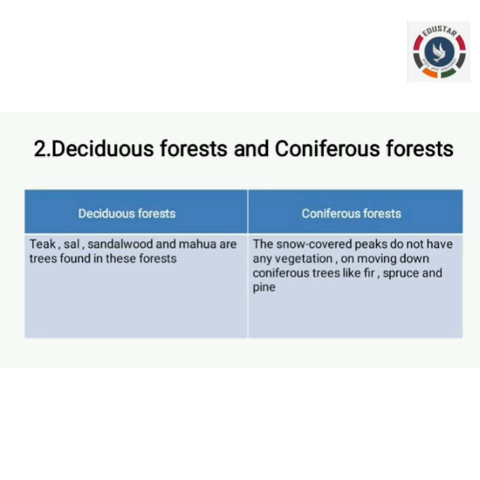 EDUSTAR
2.Deciduous forests and Coniferous forests
Deciduous forests
Coniferous forests
Teak , sal , sandalwood and mahua are
trees found in these forests
The snow-covered peaks do not have
any vegetation , on moving down
coniferous trees like fir , spruce and
pine